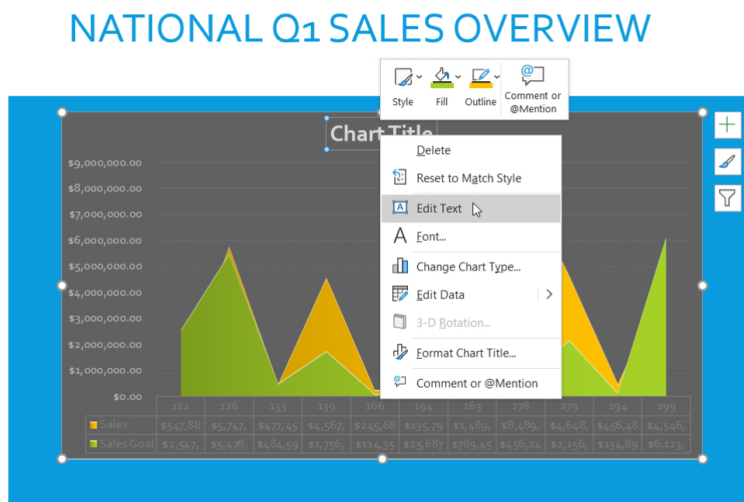 NATIONAL Q1 SALES OVERVIEW
Style Fill Outline Comment or
@Mention
Chart Title
Delete
Reset to Match Style
Edit Text
Font...
Change Chart Type...
Edit Data
3-D Rotation...
Format Chart Title...
Comment or @Mention
$9,000,000.00
$8,000,000.00
$7,000,000.00
$6,000,000.00
$5,000,000.00
$4,000,000.00
$3,000,000.00
$2,000,000.00
$1,000,000.00
$0.00
122 126 133 139 166 194 263 278 279 294 299
Sales $547,88 $5,747, $477,45 $4,567, $245,68 $135,79 $1,489, $8,489, $4,648, $456,48 $4,546,
Sales Goal $2,547, $5,478, $484,59 $1,756, $114,35 $25,687 $789,45 $456,24 $2,156, $134,89 $6,123,